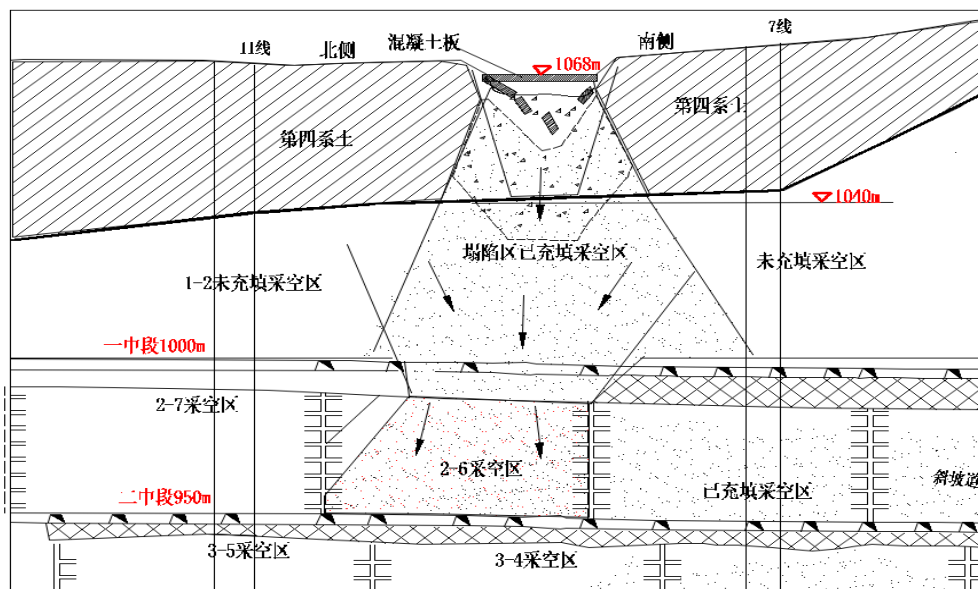 11线
北侧
混凝土板
1068m
南侧
7线
第四系土
第四系土
1040m
塌陷区已充填采空区
未充填采空区
1-2未充填采空区
一中段1000m
2-7采空区
2-6采空区
已充填采空区
斜坡道
二中段950m
3-5采空区
3-4采空区